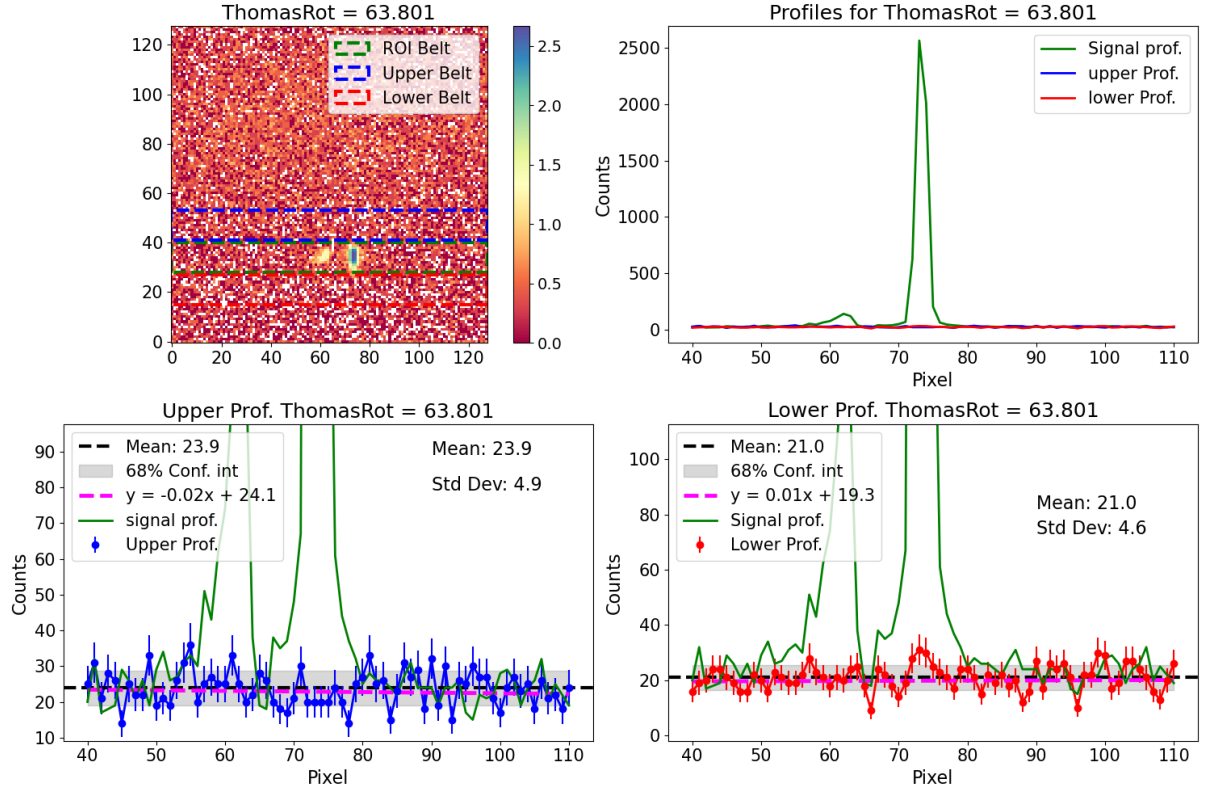 ThomasRot = 63.801
ROI Belt
Upper Belt
Lower Belt
120
100
80
60
40
20
0
0 20 40 60 80 100 120
2.5
2.0
1.5
1.0
0.5
0.0
Profiles for ThomasRot = 63.801
Signal prof.
upper Prof.
lower Prof.
Counts
2500
2000
1500
1000
500
0
40 50 60 70 80 90 100 110
Pixel
Upper Prof. ThomasRot = 63.801
Mean: 23.9
68% Conf. int
y = -0.02x + 24.1
signal prof.
Upper Prof.
Mean: 23.9
Std Dev: 4.9
Counts
90
80
70
60
50
40
30
20
10
40 50 60 70 80 90 100 110
Pixel
Lower Prof. ThomasRot = 63.801
Mean: 21.0
68% Conf. int
y = 0.01x + 19.3
Signal prof.
Lower Prof.
Mean: 21.0
Std Dev: 4.6
Counts
100
80
60
40
20
0
40 50 60 70 80 90 100 110
Pixel